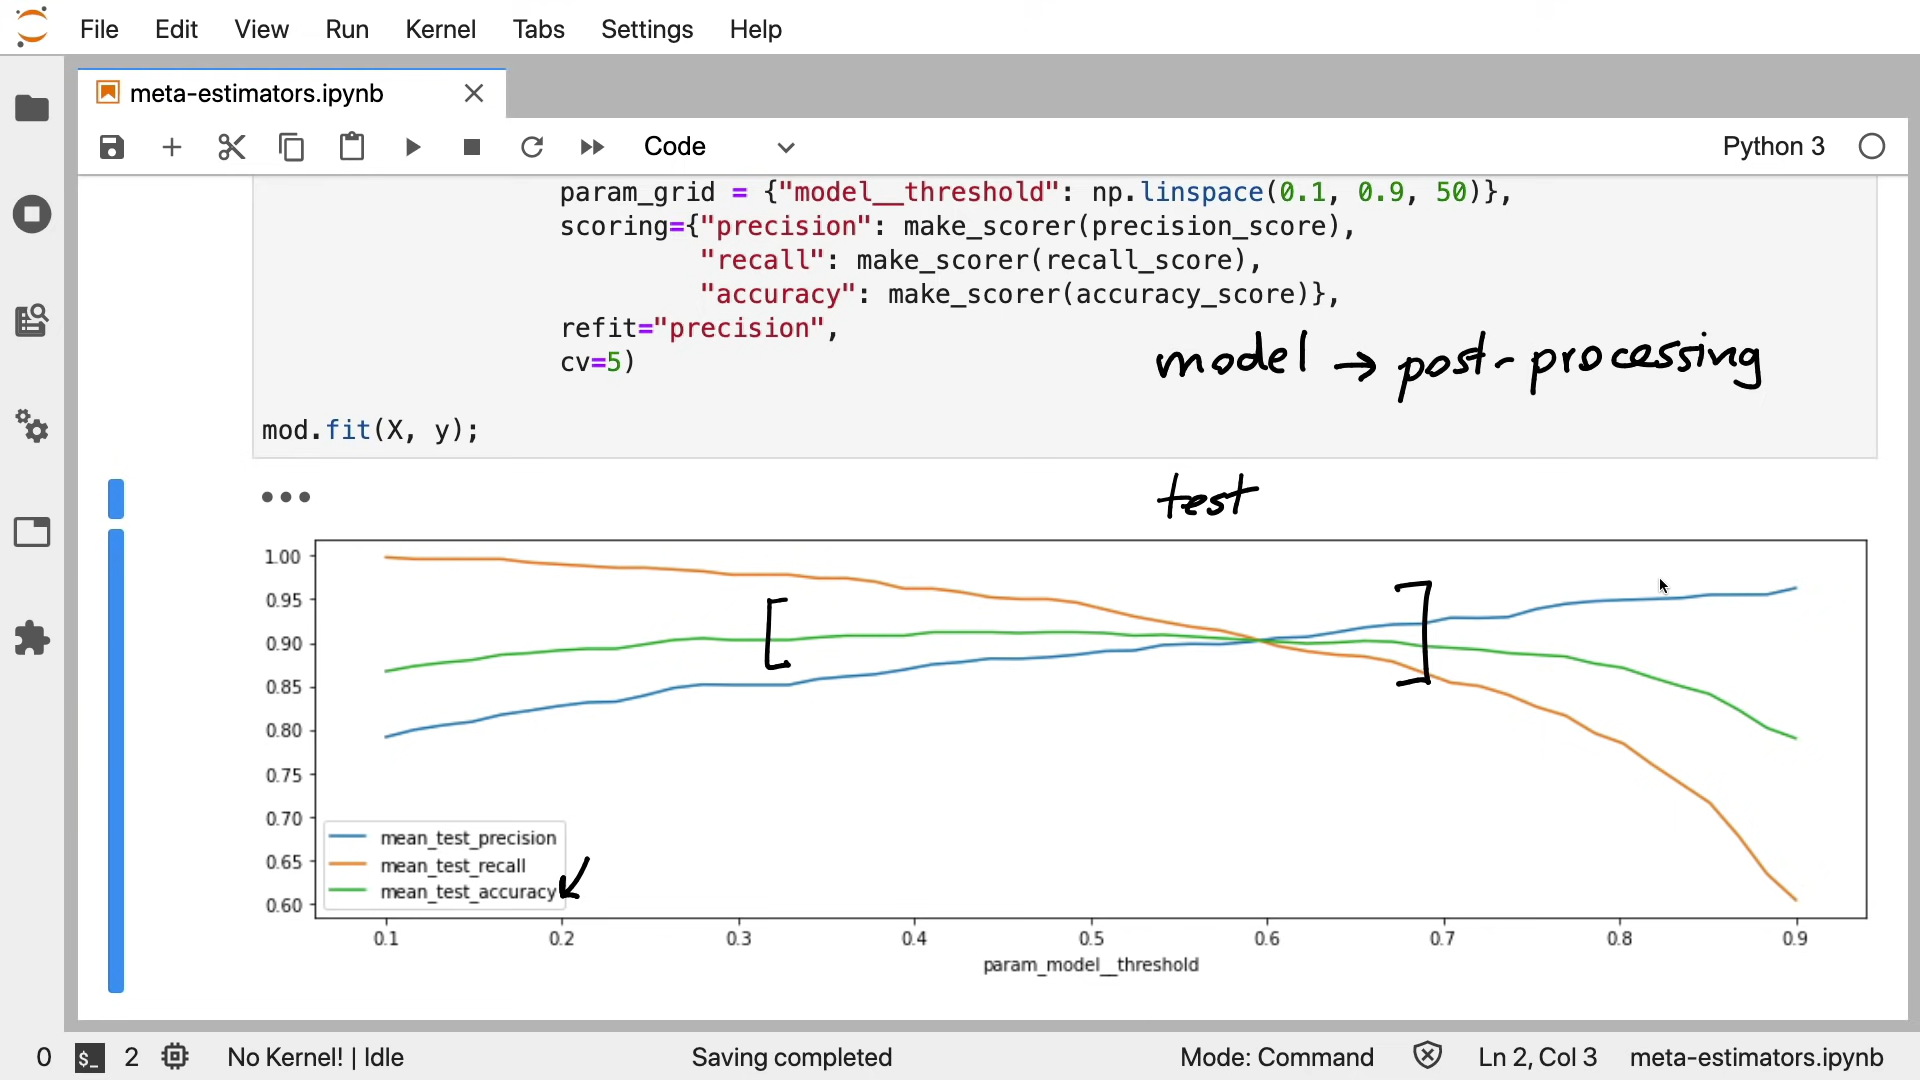 File Edit View Run Kernel Tabs Settings Help
meta-estimators.ipynb
Code
Python 3
param_grid = {"model__threshold": np.linspace(0.1, 0.9, 50)},
scoring={"precision": make_scorer(precision_score),
"recall": make_scorer(recall_score),
"accuracy": make_scorer(accuracy_score)},
refit="precision",
cv=5)
model → post-processing
mod.fit(X, y);
test
1.00
0.95
0.90
0.85
0.80
0.75
0.70
0.65
0.60
mean_test_precision
mean_test_recall
mean_test_accuracy
0.1 0.2 0.3 0.4 0.5 0.6 0.7 0.8 0.9
param_model__threshold
0 $_ 2 No Kernel! | Idle Saving completed Mode: Command Ln 2, Col 3 meta-estimators.ipynb